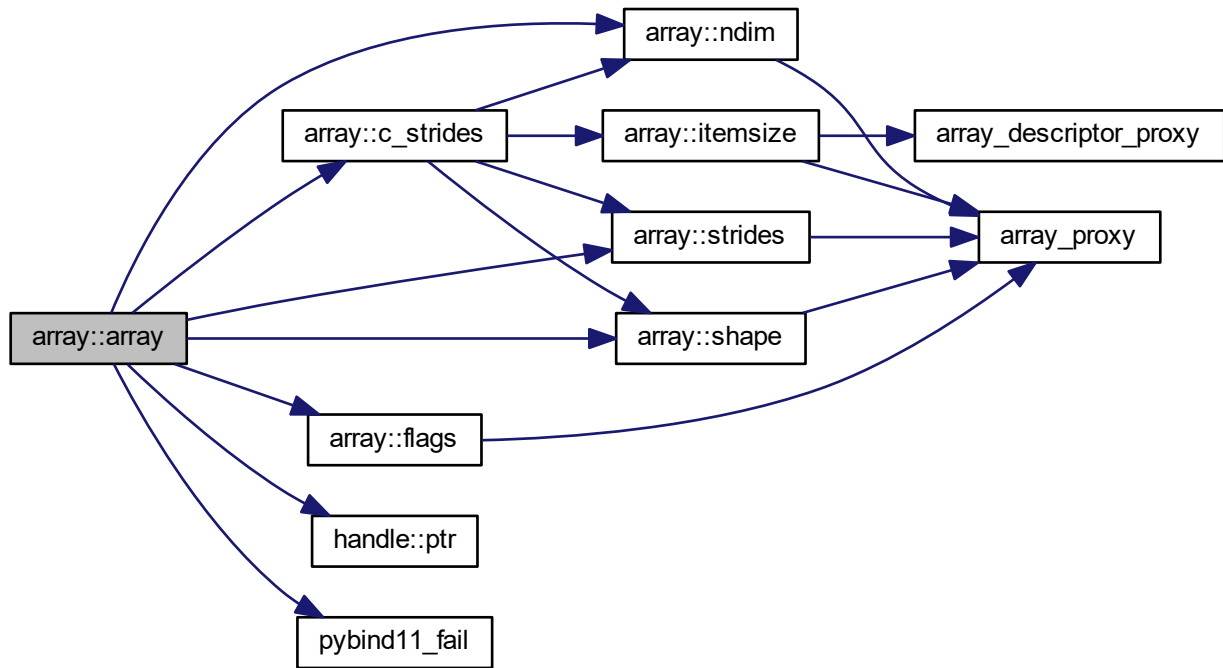 array::ndim
array::c_strides
array::itemsize
array_descriptor_proxy
array::strides
array_proxy
array::array
array::shape
array::flags
handle::ptr
pybind11_fail